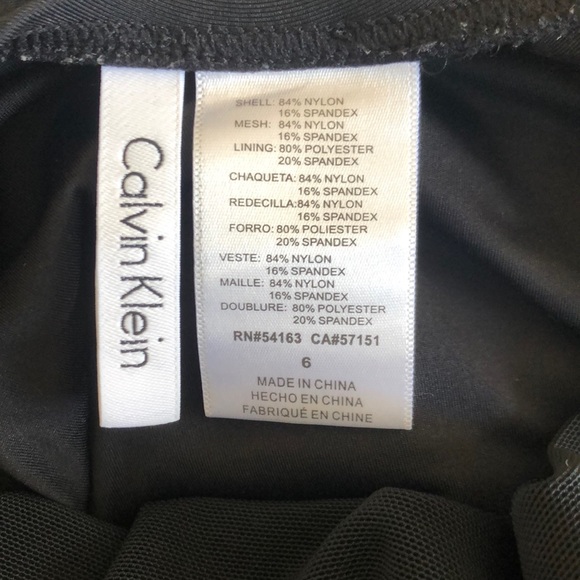 Calvin Klein
SHELL: 84% NYLON
16% SPANDEX
MESH: 84% NYLON
16% SPANDEX
LINING: 80% POLYESTER
20% SPANDEX
CHAQUETA: 84% NYLON
16% SPANDEX
REDECILLA:84% NYLON
16% SPANDEX
FORRO: 80% POLIESTER
20% SPANDEX
VESTE: 84% NYLON
16% SPANDEX
MAILLE: 84% NYLON
16% SPANDEX
DOUBLURE: 80% POLYESTER
20% SPANDEX
RN#54163 CA#57151
6
MADE IN CHINA
HECHO EN CHINA
FABRIQUÉ EN CHINE